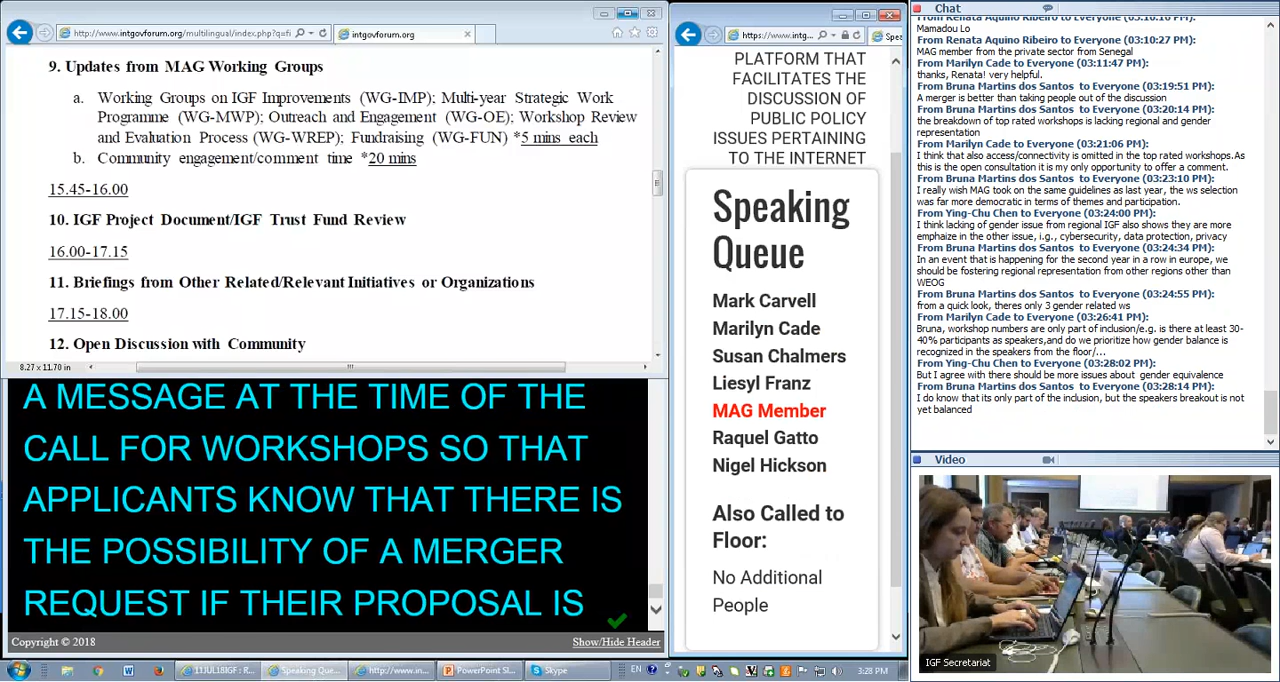 http://www.intgovforum.org/multilingual/index.php?q=fi
intgovforum.org
9. Updates from MAG Working Groups
a. Working Groups on IGF Improvements (WG-IMP); Multi-year Strategic Work
Programme (WG-MWP); Outreach and Engagement (WG-OE); Workshop Review
and Evaluation Process (WG-WREP); Fundraising (WG-FUN) *5 mins each
b. Community engagement/comment time *20 mins
15.45-16.00
10. IGF Project Document/IGF Trust Fund Review
16.00-17.15
11. Briefings from Other Related/Relevant Initiatives or Organizations
17.15-18.00
12. Open Discussion with Community
8.27 x 11.70 in
A MESSAGE AT THE TIME OF THE
CALL FOR WORKSHOPS SO THAT
APPLICANTS KNOW THAT THERE IS
THE POSSIBILITY OF A MERGER
REQUEST IF THEIR PROPOSAL IS
Copyright © 2018
Show/Hide Header
https://www.intg...
Spe
PLATFORM THAT
FACILITATES THE
DISCUSSION OF
PUBLIC POLICY
ISSUES PERTAINING
TO THE INTERNET
Speaking
Queue
Mark Carvell
Marilyn Cade
Susan Chalmers
Liesyl Franz
MAG Member
Raquel Gatto
Nigel Hickson
Also Called to
Floor:
No Additional
People
Chat
From Renata Aquino Ribeiro to Everyone (03:10:16 PM):
Mamadou Lo
From Renata Aquino Ribeiro to Everyone (03:10:27 PM):
MAG member from the private sector from Senegal
From Marilyn Cade to Everyone (03:11:47 PM):
thanks, Renata! very helpful.
From Bruna Martins dos Santos to Everyone (03:19:51 PM):
A merger is better than taking people out of the discussion
From Bruna Martins dos Santos to Everyone (03:20:14 PM):
the breakdown of top rated workshops is lacking regional and gender
representation
From Marilyn Cade to Everyone (03:21:06 PM):
I think that also access/connectivity is omitted in the top rated workshops.As
this is the open consultation it is my only opportunity to offer a comment.
From Bruna Martins dos Santos to Everyone (03:23:10 PM):
I really wish MAG took on the same guidelines as last year, the ws selection
was far more democratic in terms of themes and participation.
From Ying-Chu Chen to Everyone (03:24:00 PM):
I think lacking of gender issue from regional IGF also shows they are more
emphaize in the other issue, i.g., cybersecurity, data protection, privacy
From Bruna Martins dos Santos to Everyone (03:24:34 PM):
In an event that is happening for the second year in a row in europe, we
should be fostering regional representation from other regions other than
WEOG
From Bruna Martins dos Santos to Everyone (03:24:55 PM):
from a quick look, theres only 3 gender related ws
From Marilyn Cade to Everyone (03:26:41 PM):
Bruna, workshop numbers are only part of inclusion/e.g. is there at least 30-
40% participants as speakers,and do we prioritize how gender balance is
recognized in the speakers from the floor/...
From Ying-Chu Chen to Everyone (03:28:02 PM):
But I agree with there should be more issues about gender equivalence
From Bruna Martins dos Santos to Everyone (03:28:14 PM):
I do know that its only part of the inclusion, but the speakers breakout is not
yet balanced
Video
IGF Secretariat
11JUL18IGF : R...
Speaking Que...
http://www.in...
PowerPoint Sl...
Skype
EN
3:28 PM